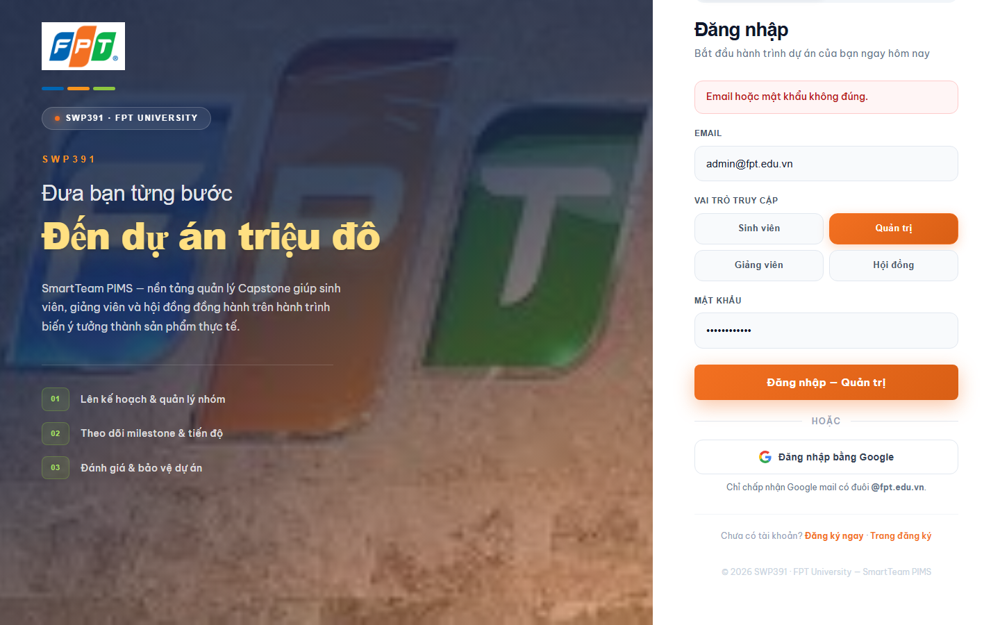 FPT®
SWP391 · FPT UNIVERSITY
SWP391
Đưa bạn từng bước
Đến dự án triệu đô
SmartTeam PIMS — nền tảng quản lý Capstone giúp sinh
viên, giảng viên và hội đồng đồng hành trên hành trình
biến ý tưởng thành sản phẩm thực tế.
01 Lên kế hoạch & quản lý nhóm
02 Theo dõi milestone & tiến độ
03 Đánh giá & bảo vệ dự án
FPT
Đăng nhập
Bắt đầu hành trình dự án của bạn ngay hôm nay
Email hoặc mật khẩu không đúng.
EMAIL
admin@fpt.edu.vn
VAI TRÒ TRUY CẬP
Sinh viên Quản trị
Giảng viên Hội đồng
MẬT KHẨU
••••••••••••
Đăng nhập — Quản trị
HOẶC
Đăng nhập bằng Google
Chỉ chấp nhận Google mail có đuôi @fpt.edu.vn.
Chưa có tài khoản? Đăng ký ngay · Trang đăng ký
© 2026 SWP391 · FPT University — SmartTeam PIMS